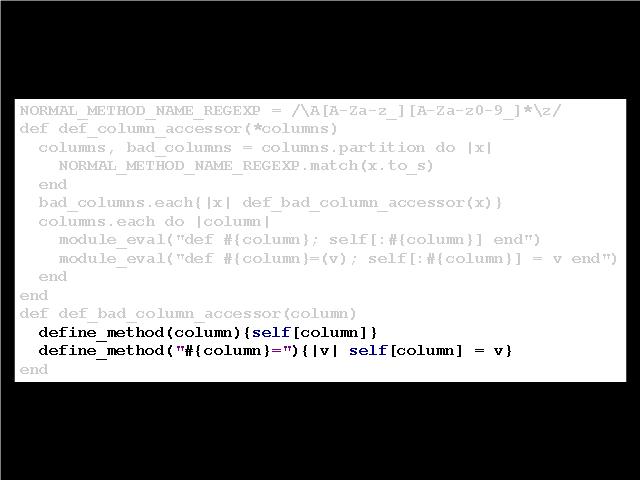 NORMAL_METHOD_NAME_REGEXP = /\A[A-Za-z_][A-Za-z0-9_]*\z/
def def_column_accessor(*columns)
  columns, bad_columns = columns.partition do |x|
    NORMAL_METHOD_NAME_REGEXP.match(x.to_s)
  end
  bad_columns.each{|x| def_bad_column_accessor(x)}
  columns.each do |column|
    module_eval("def #{column}; self[:#{column}] end")
    module_eval("def #{column}=(v); self[:#{column}] = v end")
  end
end
def def_bad_column_accessor(column)
  define_method(column){self[column]}
  define_method("#{column}="){|v| self[column] = v}
end